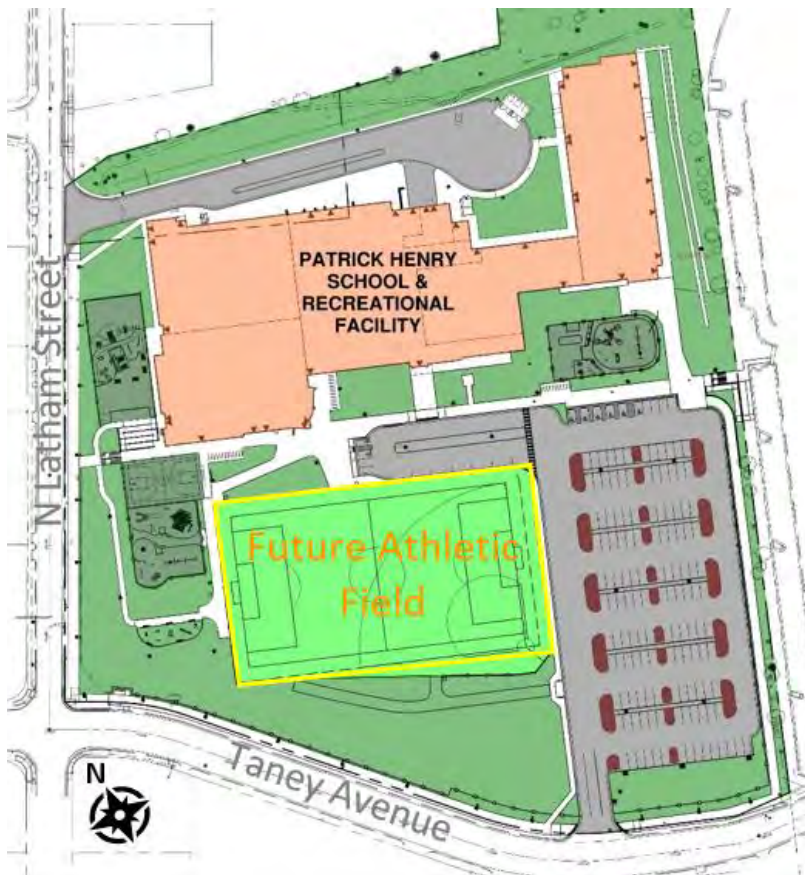 PATRICK HENRY
SCHOOL &
RECREATIONAL
FACILITY
N Latham Street
Future Athletic
Field
Taney Avenue
N